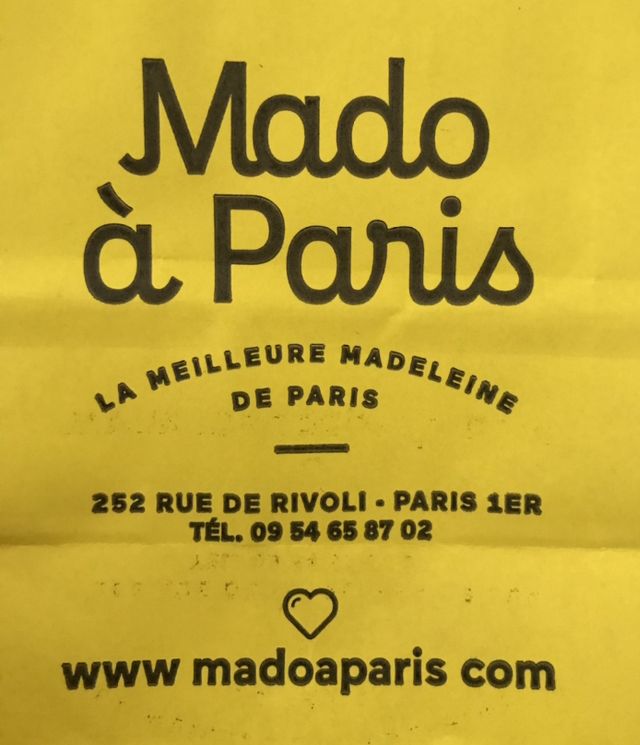 Mado
à Paris
LA MEILLEURE MADELEINE
DE PARIS
252 RUE DE RIVOLI - PARIS 1ER
TÉL. 09 54 65 87 02
www madoaparis com